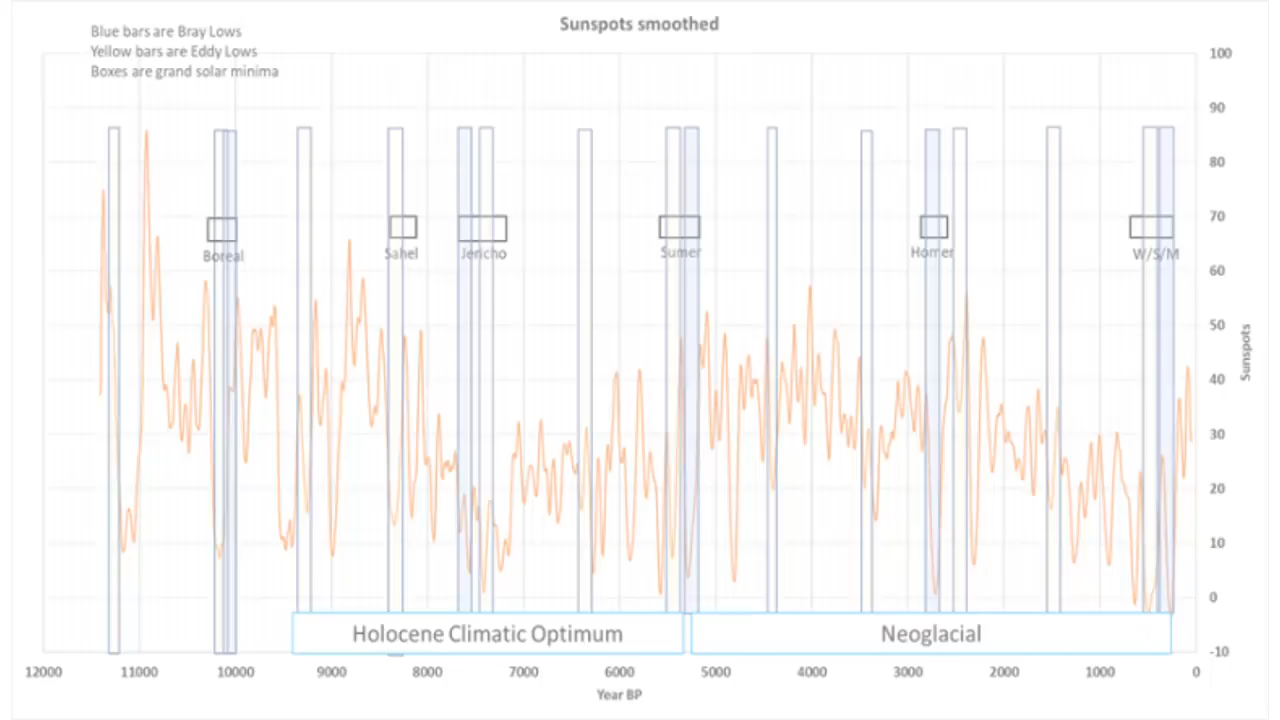 Sunspots smoothed
Blue bars are Bray Lows
Yellow bars are Eddy Lows
Boxes are grand solar minima
100
90
80
70
60
50
40
30
20
10
0
-10
Sunspots
Boreal
Sahel
Jericho
Sumer
Homer
W/S/M
Holocene Climatic Optimum
Neoglacial
12000 11000 10000 9000 8000 7000 6000 5000 4000 3000 2000 1000 0
Year BP